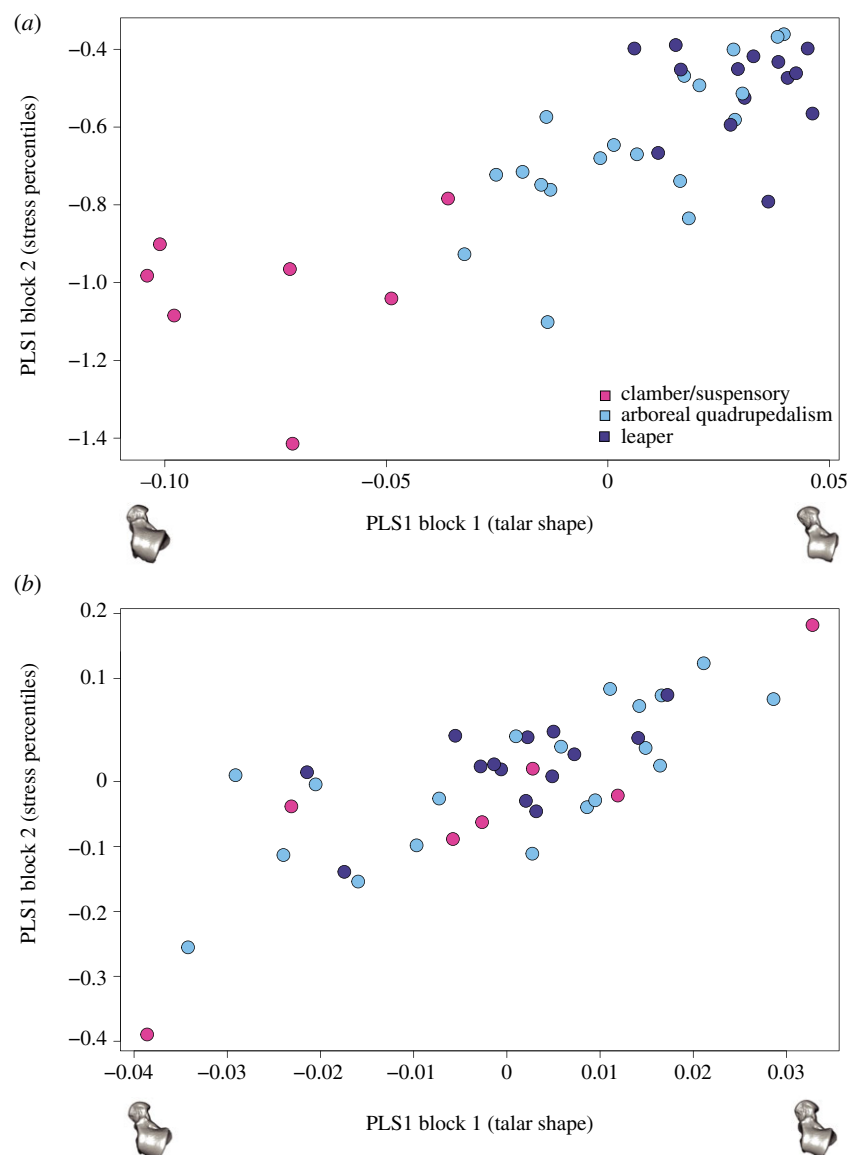 (a)
−0.4
−0.6
−0.8
−1.0
−1.2
−1.4
PLS1 block 2 (stress percentiles)
clamber/suspensory
arboreal quadrupedalism
leaper
−0.10 −0.05 0 0.05
PLS1 block 1 (talar shape)
(b)
0.2
0.1
0
−0.1
−0.2
−0.3
−0.4
PLS1 block 2 (stress percentiles)
−0.04 −0.03 −0.02 −0.01 0 0.01 0.02 0.03
PLS1 block 1 (talar shape)